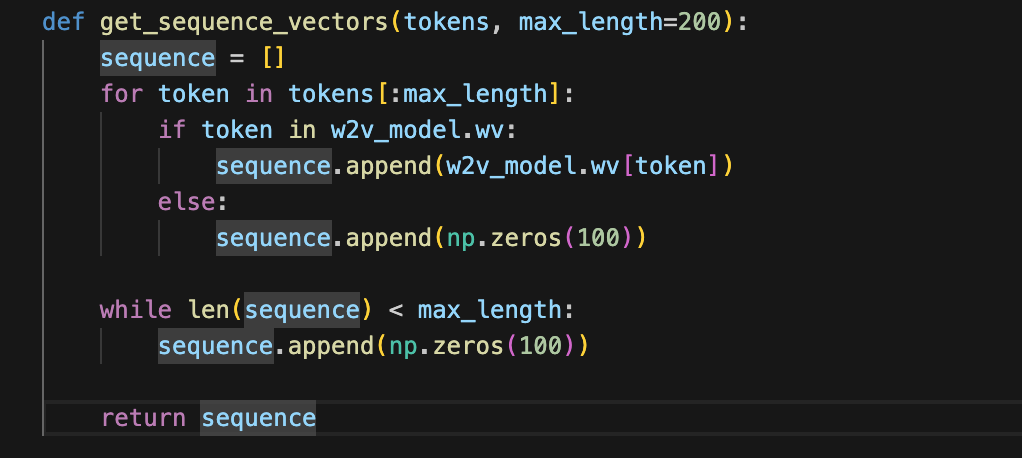 def get_sequence_vectors(tokens, max_length=200):
    sequence = []
    for token in tokens[:max_length]:
        if token in w2v_model.wv:
            sequence.append(w2v_model.wv[token])
        else:
            sequence.append(np.zeros(100))

    while len(sequence) < max_length:
        sequence.append(np.zeros(100))

    return sequence